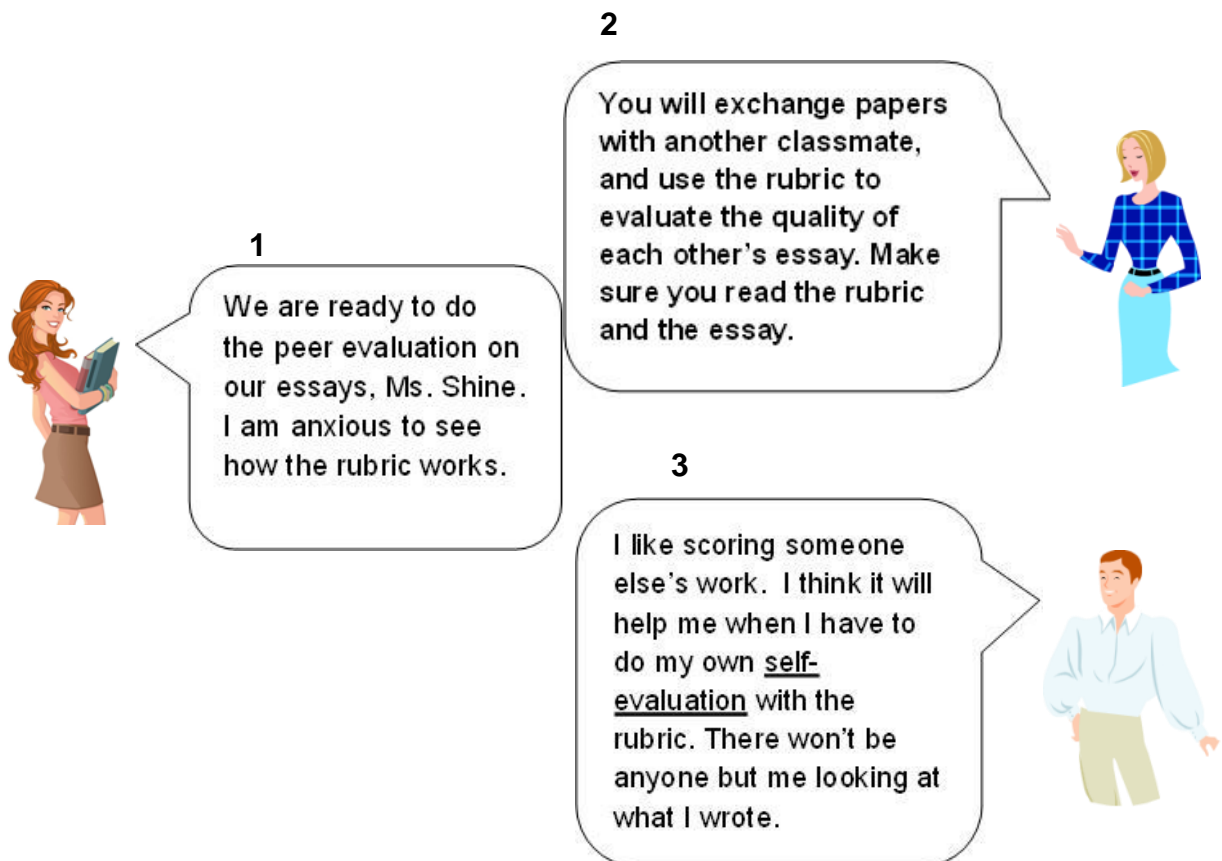 1
We are ready to do
the peer evaluation on
our essays, Ms. Shine.
I am anxious to see
how the rubric works.
2
You will exchange papers
with another classmate,
and use the rubric to
evaluate the quality of
each other's essay. Make
sure you read the rubric
and the essay.
3
I like scoring someone
else's work.  I think it will
help me when I have to
do my own self-
evaluation with the
rubric. There won't be
anyone but me looking at
what I wrote.